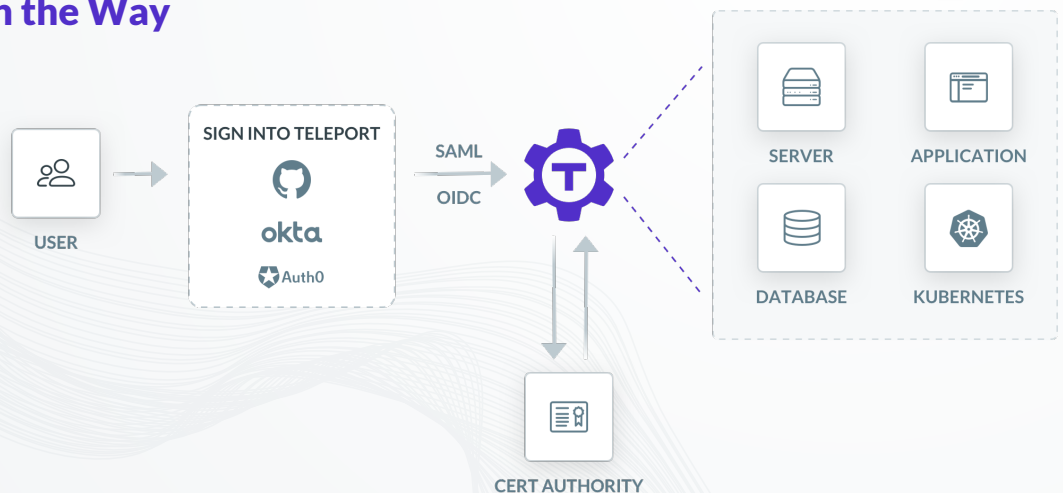 n the Way
SIGN INTO TELEPORT
okta
Auth0
USER
SAML
OIDC
T
CERT AUTHORITY
SERVER
APPLICATION
DATABASE
KUBERNETES